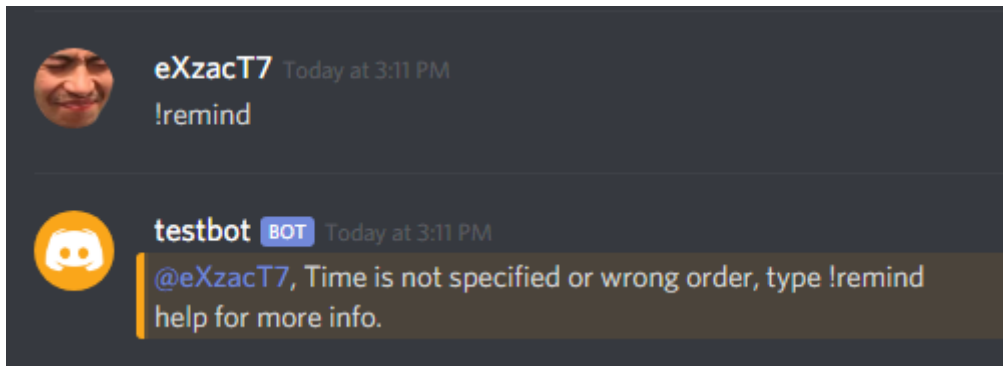 eXzacT7 Today at 3:11 PM
!remind
testbot BOT Today at 3:11 PM
@eXzacT7, Time is not specified or wrong order, type !remind
help for more info.